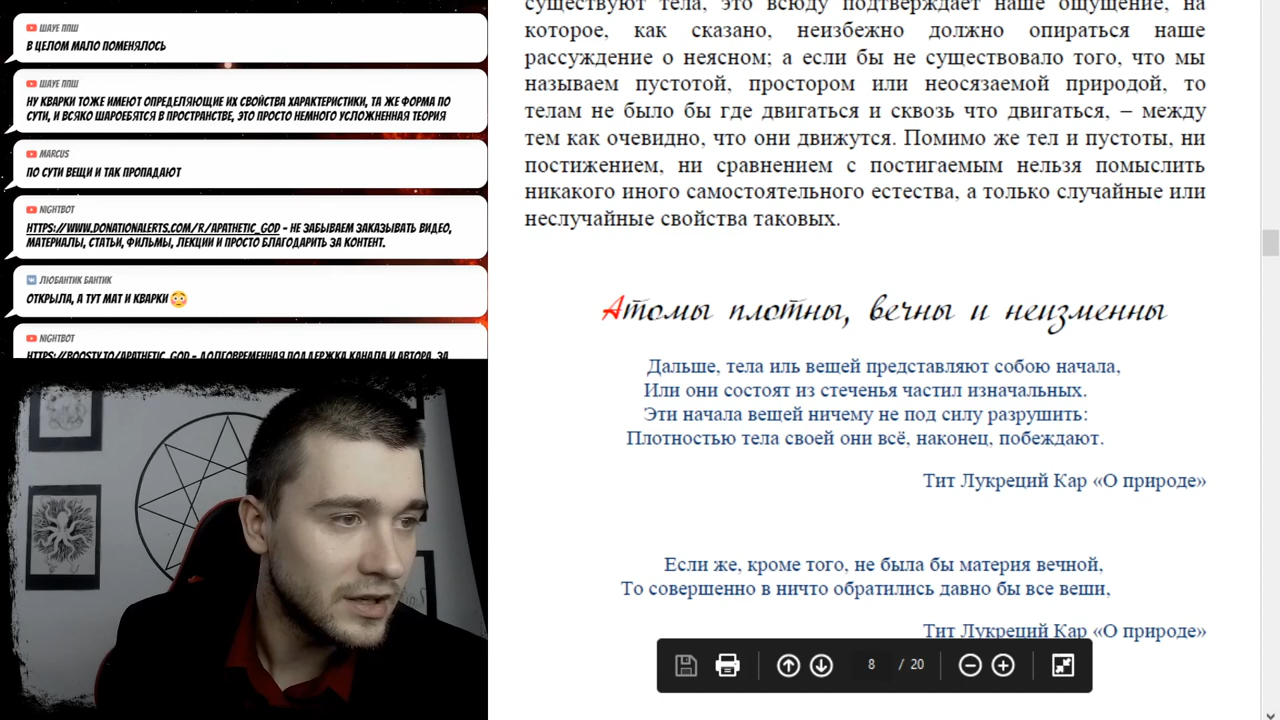 ШАУЕ ППШ
В ЦЕЛОМ МАЛО ПОМЕНЯЛОСЬ
ШАУЕ ППШ
НУ КВАРКИ ТОЖЕ ИМЕЮТ ОПРЕДЕЛЯЮЩИЕ ИХ СВОЙСТВА ХАРАКТЕРИСТИКИ, ТА ЖЕ ФОРМА ПО
СУТИ, И ВСЯКО ШАРОЕБЯТСЯ В ПРОСТРАНСТВЕ, ЭТО ПРОСТО НЕМНОГО УСЛОЖНЕННАЯ ТЕОРИЯ
MARCUS
ПО СУТИ ВЕЩИ И ТАК ПРОПАДАЮТ
NIGHTBOT
HTTPS://WWW.DONATIONALERTS.COM/R/APATHETIC_GOD - НЕ ЗАБЫВАЕМ ЗАКАЗЫВАТЬ ВИДЕО,
МАТЕРИАЛЫ, СТАТЬИ, ФИЛЬМЫ, ЛЕКЦИИ И ПРОСТО БЛАГОДАРИТЬ ЗА КОНТЕНТ.
ЛЮБАНТИК БАНТИК
ОТКРЫЛА, А ТУТ МАТ И КВАРКИ😳
NIGHTBOT
HTTPS://BOOSTY.TO/APATHETIC_GOD - ДОЛГОВРЕМЕННАЯ ПОДДЕРЖКА КАНАЛА И АВТОРА. ЗА
существуют тела, это всюду подтверждает наше ощущение, на
которое, как сказано, неизбежно должно опираться наше
рассуждение о неясном; а если бы не существовало того, что мы
называем пустотой, простором или неосязаемой природой, то
телам не было бы где двигаться и сквозь что двигаться, – между
тем как очевидно, что они движутся. Помимо же тел и пустоты, ни
постижением, ни сравнением с постигаемым нельзя помыслить
никакого иного самостоятельного естества, а только случайные или
неслучайные свойства таковых.
Атомы плотны, вечны и неизменны
Дальше, тела иль вещей представляют собою начала,
Или они состоят из стеченья частил изначальных.
Эти начала вещей ничему не под силу разрушить:
Плотностью тела своей они всё, наконец, побеждают.
Тит Лукреций Кар «О природе»
Если же, кроме того, не была бы материя вечной,
То совершенно в ничто обратились давно бы все веши,
Тит Лукреций Кар «О природе»
8 / 20